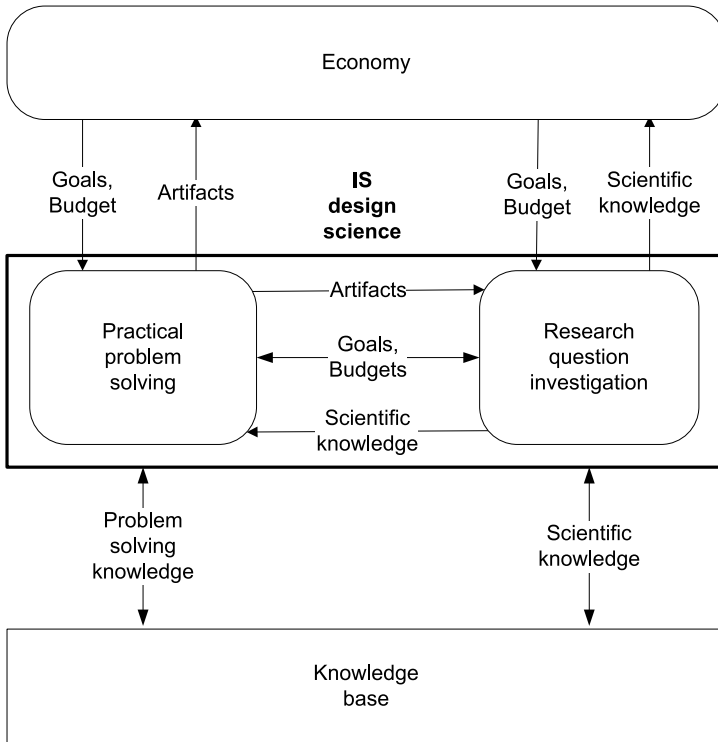 Economy
Goals,
Budget
Artifacts
IS
design
science
Goals,
Budget
Scientific
knowledge
Practical
problem
solving
Artifacts
Goals,
Budgets
Scientific
knowledge
Research
question
investigation
Problem
solving
knowledge
Scientific
knowledge
Knowledge
base